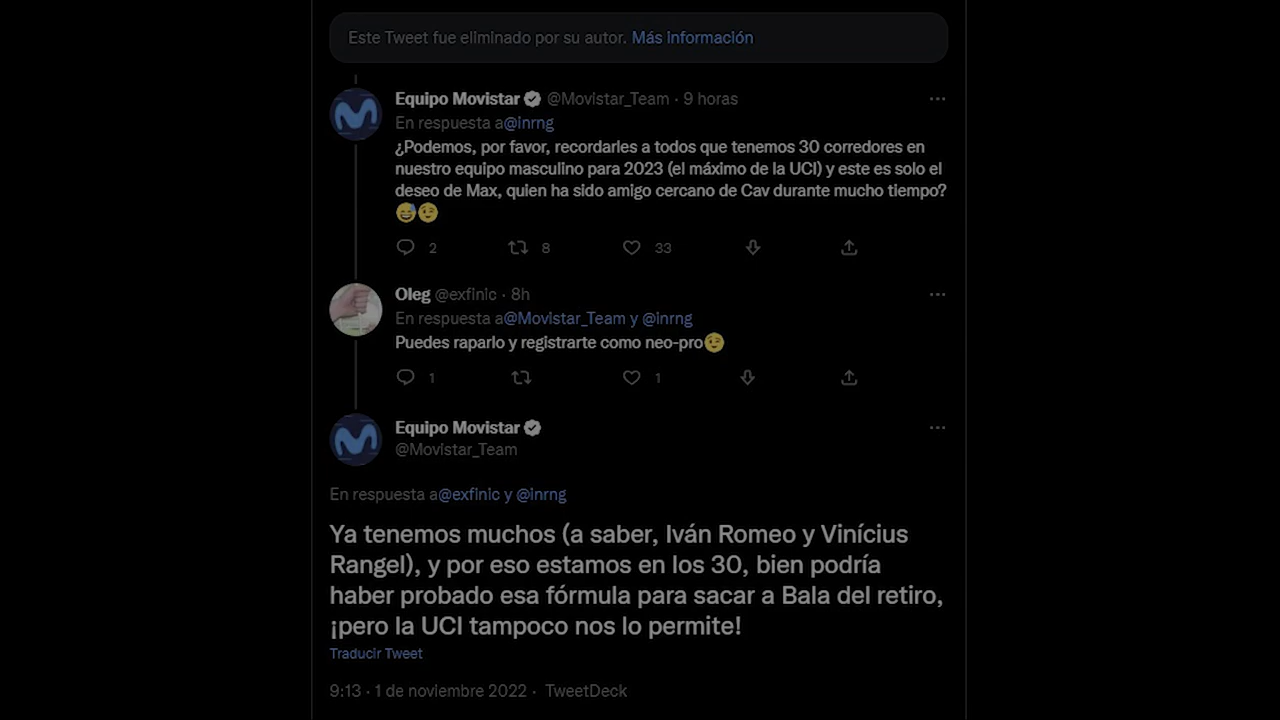 Este Tweet fue eliminado por su autor. Más información
Equipo Movistar @Movistar_Team · 9 horas
En respuesta a@inrng
¿Podemos, por favor, recordarles a todos que tenemos 30 corredores en
nuestro equipo masculino para 2023 (el máximo de la UCI) y este es solo el
deseo de Max, quien ha sido amigo cercano de Cav durante mucho tiempo?
😅😉
2 8 33
Oleg @exfinic · 8h
En respuesta a@Movistar_Team y @inrng
Puedes raparlo y registrarte como neo-pro😉
1 1
Equipo Movistar
@Movistar_Team
En respuesta a@exfinic y @inrng
Ya tenemos muchos (a saber, Iván Romeo y Vinícius
Rangel), y por eso estamos en los 30, bien podría
haber probado esa fórmula para sacar a Bala del retiro,
¡pero la UCI tampoco nos lo permite!
Traducir Tweet
9:13 · 1 de noviembre 2022 · TweetDeck